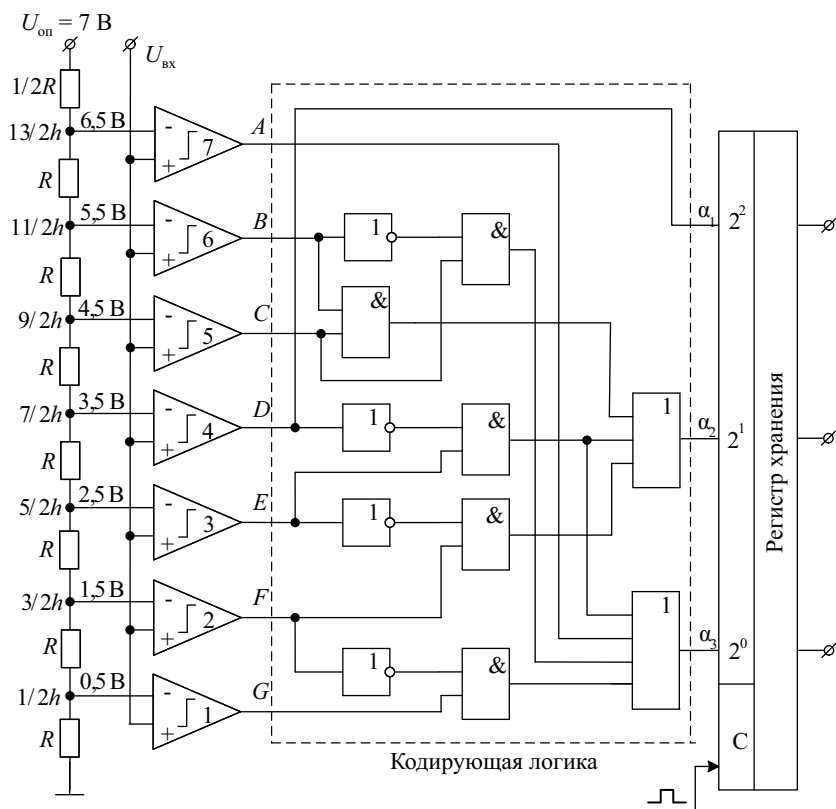 Uоп = 7 В
Uвх
1/2R
13/2h
6,5 В
-
+
7
A
R
11/2h
5,5 В
-
+
6
B
1
&
R
9/2h
4,5 В
-
+
5
C
&
R
7/2h
3,5 В
-
+
4
D
1
&
R
5/2h
2,5 В
-
+
3
E
1
&
R
3/2h
1,5 В
-
+
2
F
1
&
R
1/2h
0,5 В
-
+
1
G
R
1
1
α1
2²
α2
2¹
α3
2⁰
C
Регистр хранения
Кодирующая логика